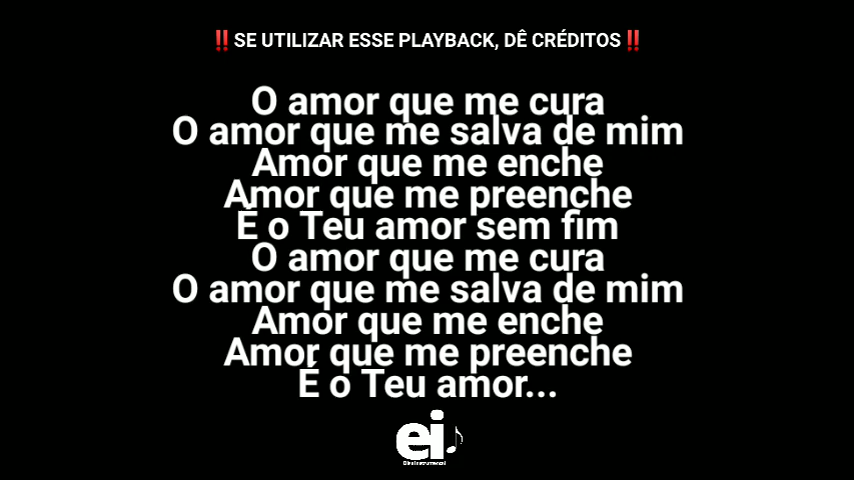 ‼️SE UTILIZAR ESSE PLAYBACK, DÊ CRÉDITOS‼️
O amor que me cura
O amor que me salva de mim
Amor que me enche
Amor que me preenche
É o Teu amor sem fim
O amor que me cura
O amor que me salva de mim
Amor que me enche
Amor que me preenche
É o Teu amor...
ei